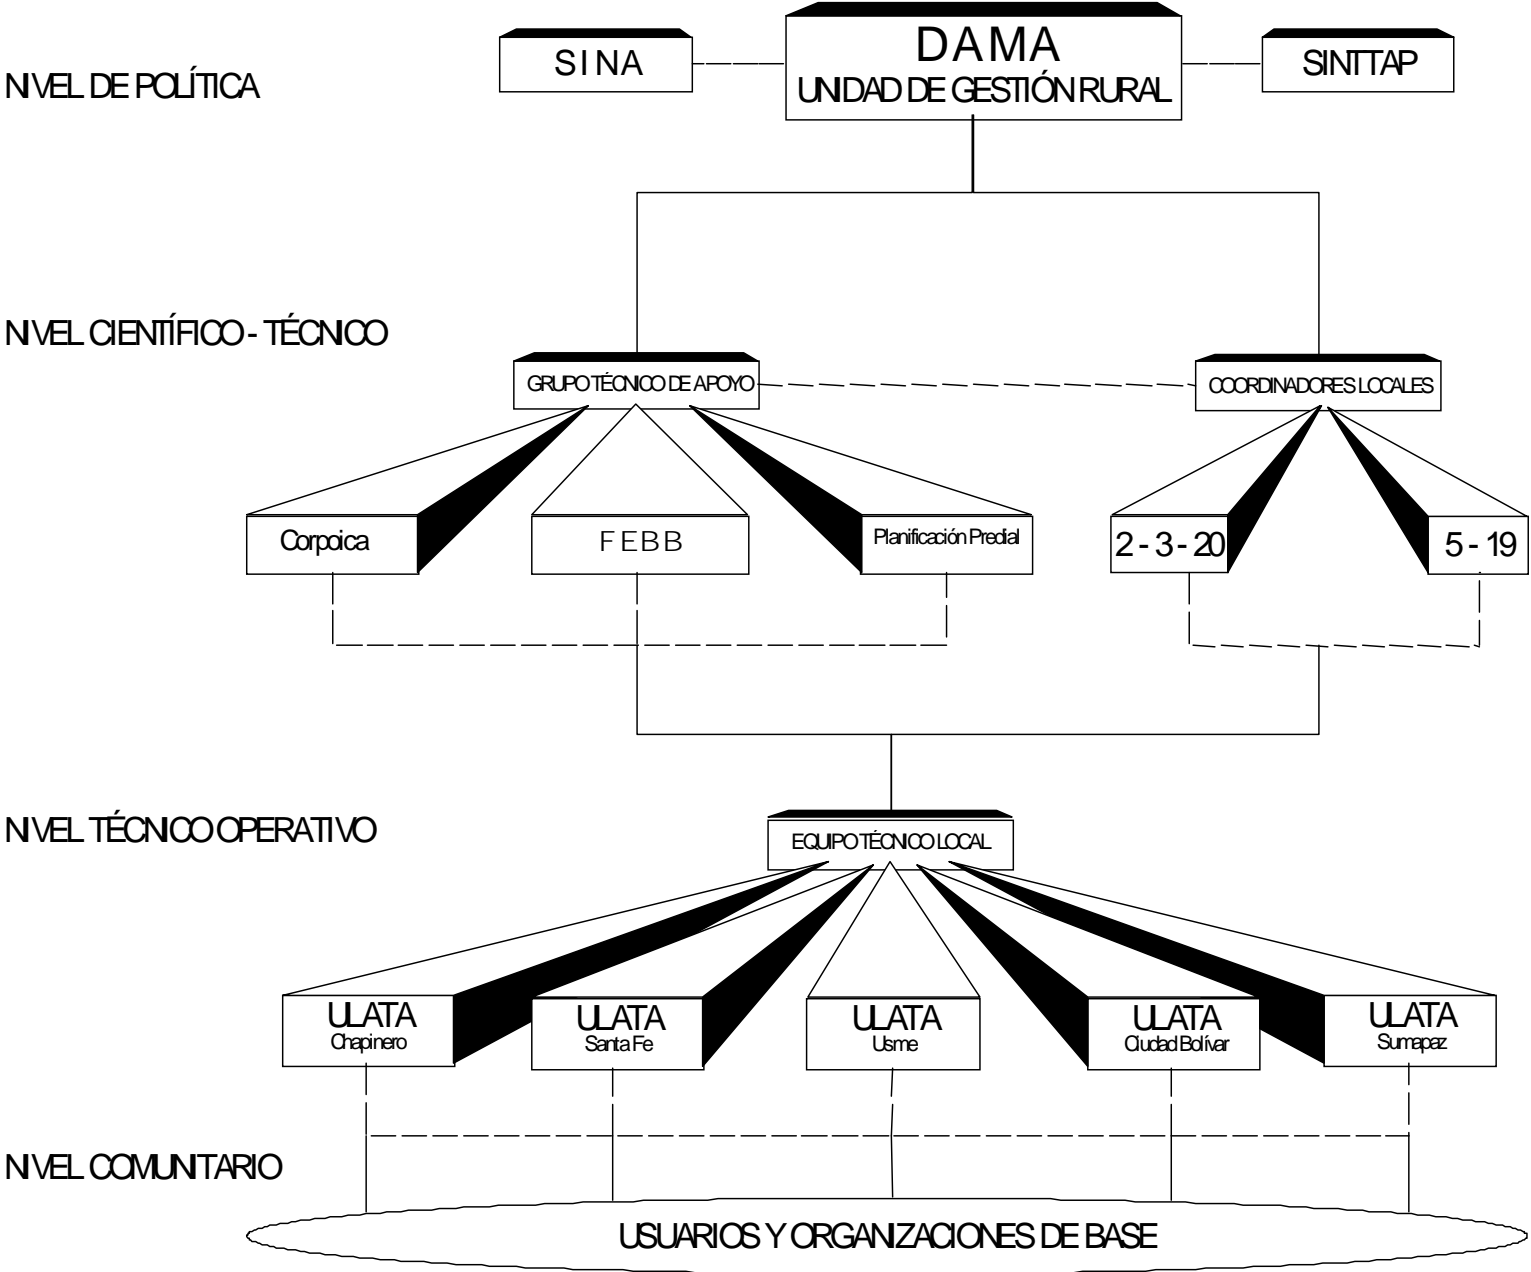 SINA
DAMA
UNIDAD DE GESTIÓN RURAL
SINTTAP
NIVEL DE POLÍTICA
NIVEL CIENTÍFICO - TÉCNICO
GRUPO TÉCNICO DE APOYO
COORDINADORES LOCALES
Corpoica
FEBB
Planificación Predial
2 - 3 - 20
5 - 19
NIVEL TÉCNICO OPERATIVO
EQUIPO TÉCNICO LOCAL
ULATA
Chapinero
ULATA
Santa Fe
ULATA
Usme
ULATA
Ciudad Bolívar
ULATA
Sumapaz
NIVEL COMUNITARIO
USUARIOS Y ORGANIZACIONES DE BASE